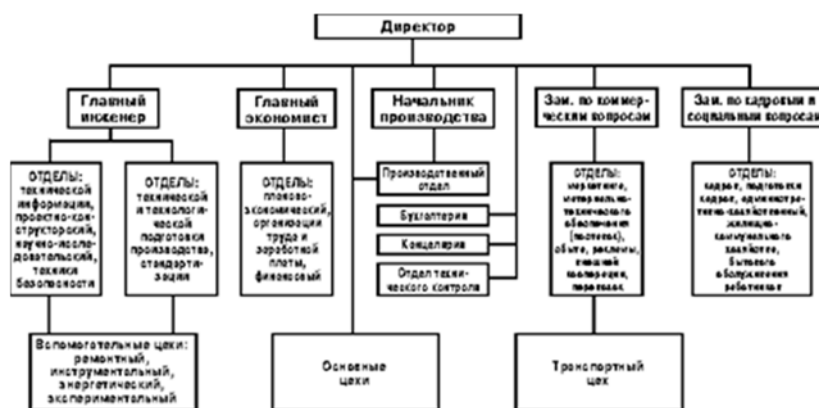 Директор
Главный
инженер
Главный
экономист
Начальник
производства
Зам. по коммер-
ческим вопросам
Зам. по кадровым и
социальным вопросам
ОТДЕЛЫ:
технической
информации,
проектно-кон-
структорский,
научно-иссле-
довательский,
техники
безопасности
ОТДЕЛЫ:
технической
и технологи-
ческой
подготовки
производства,
стандарти-
зации
ОТДЕЛЫ:
планово-
экономический,
организации
труда и
заработной
платы,
финансовый
Производственный
отдел
Бухгалтерия
Канцелярия
Отдел техни-
ческого контроля
ОТДЕЛЫ:
маркетинга,
материально-
технического
обеспечения
сбыта, рекламы,
внешней
кооперации,
перевозок
ОТДЕЛЫ:
кадров, подготовки
кадров, администра-
тивно-хозяйственный,
жилищно-
коммунального
хозяйства,
бытового
обслуживания
работников
Вспомогательные цехи:
ремонтный,
инструментальный,
энергетический,
экспериментальный
Основные
цехи
Транспортный
цех